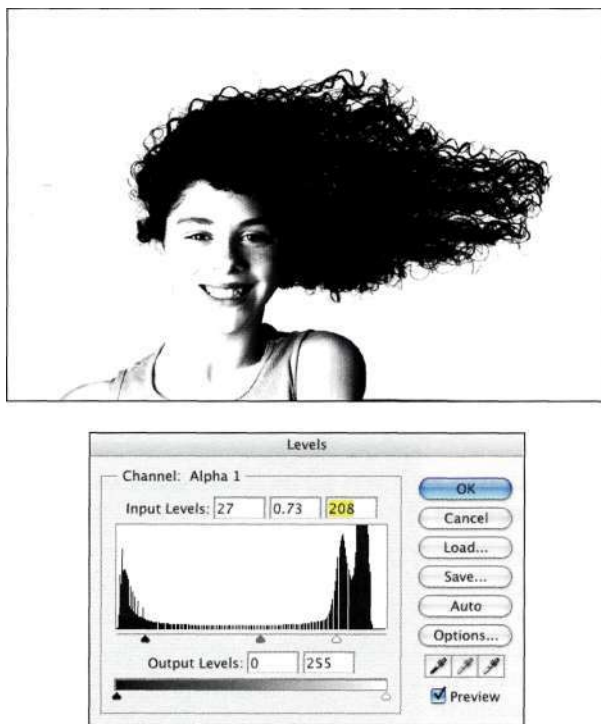 Levels
Channel: Alpha 1
Input Levels: 27 0.73 208
Output Levels: 0 255
OK
Cancel
Load...
Save...
Auto
Options...
Preview